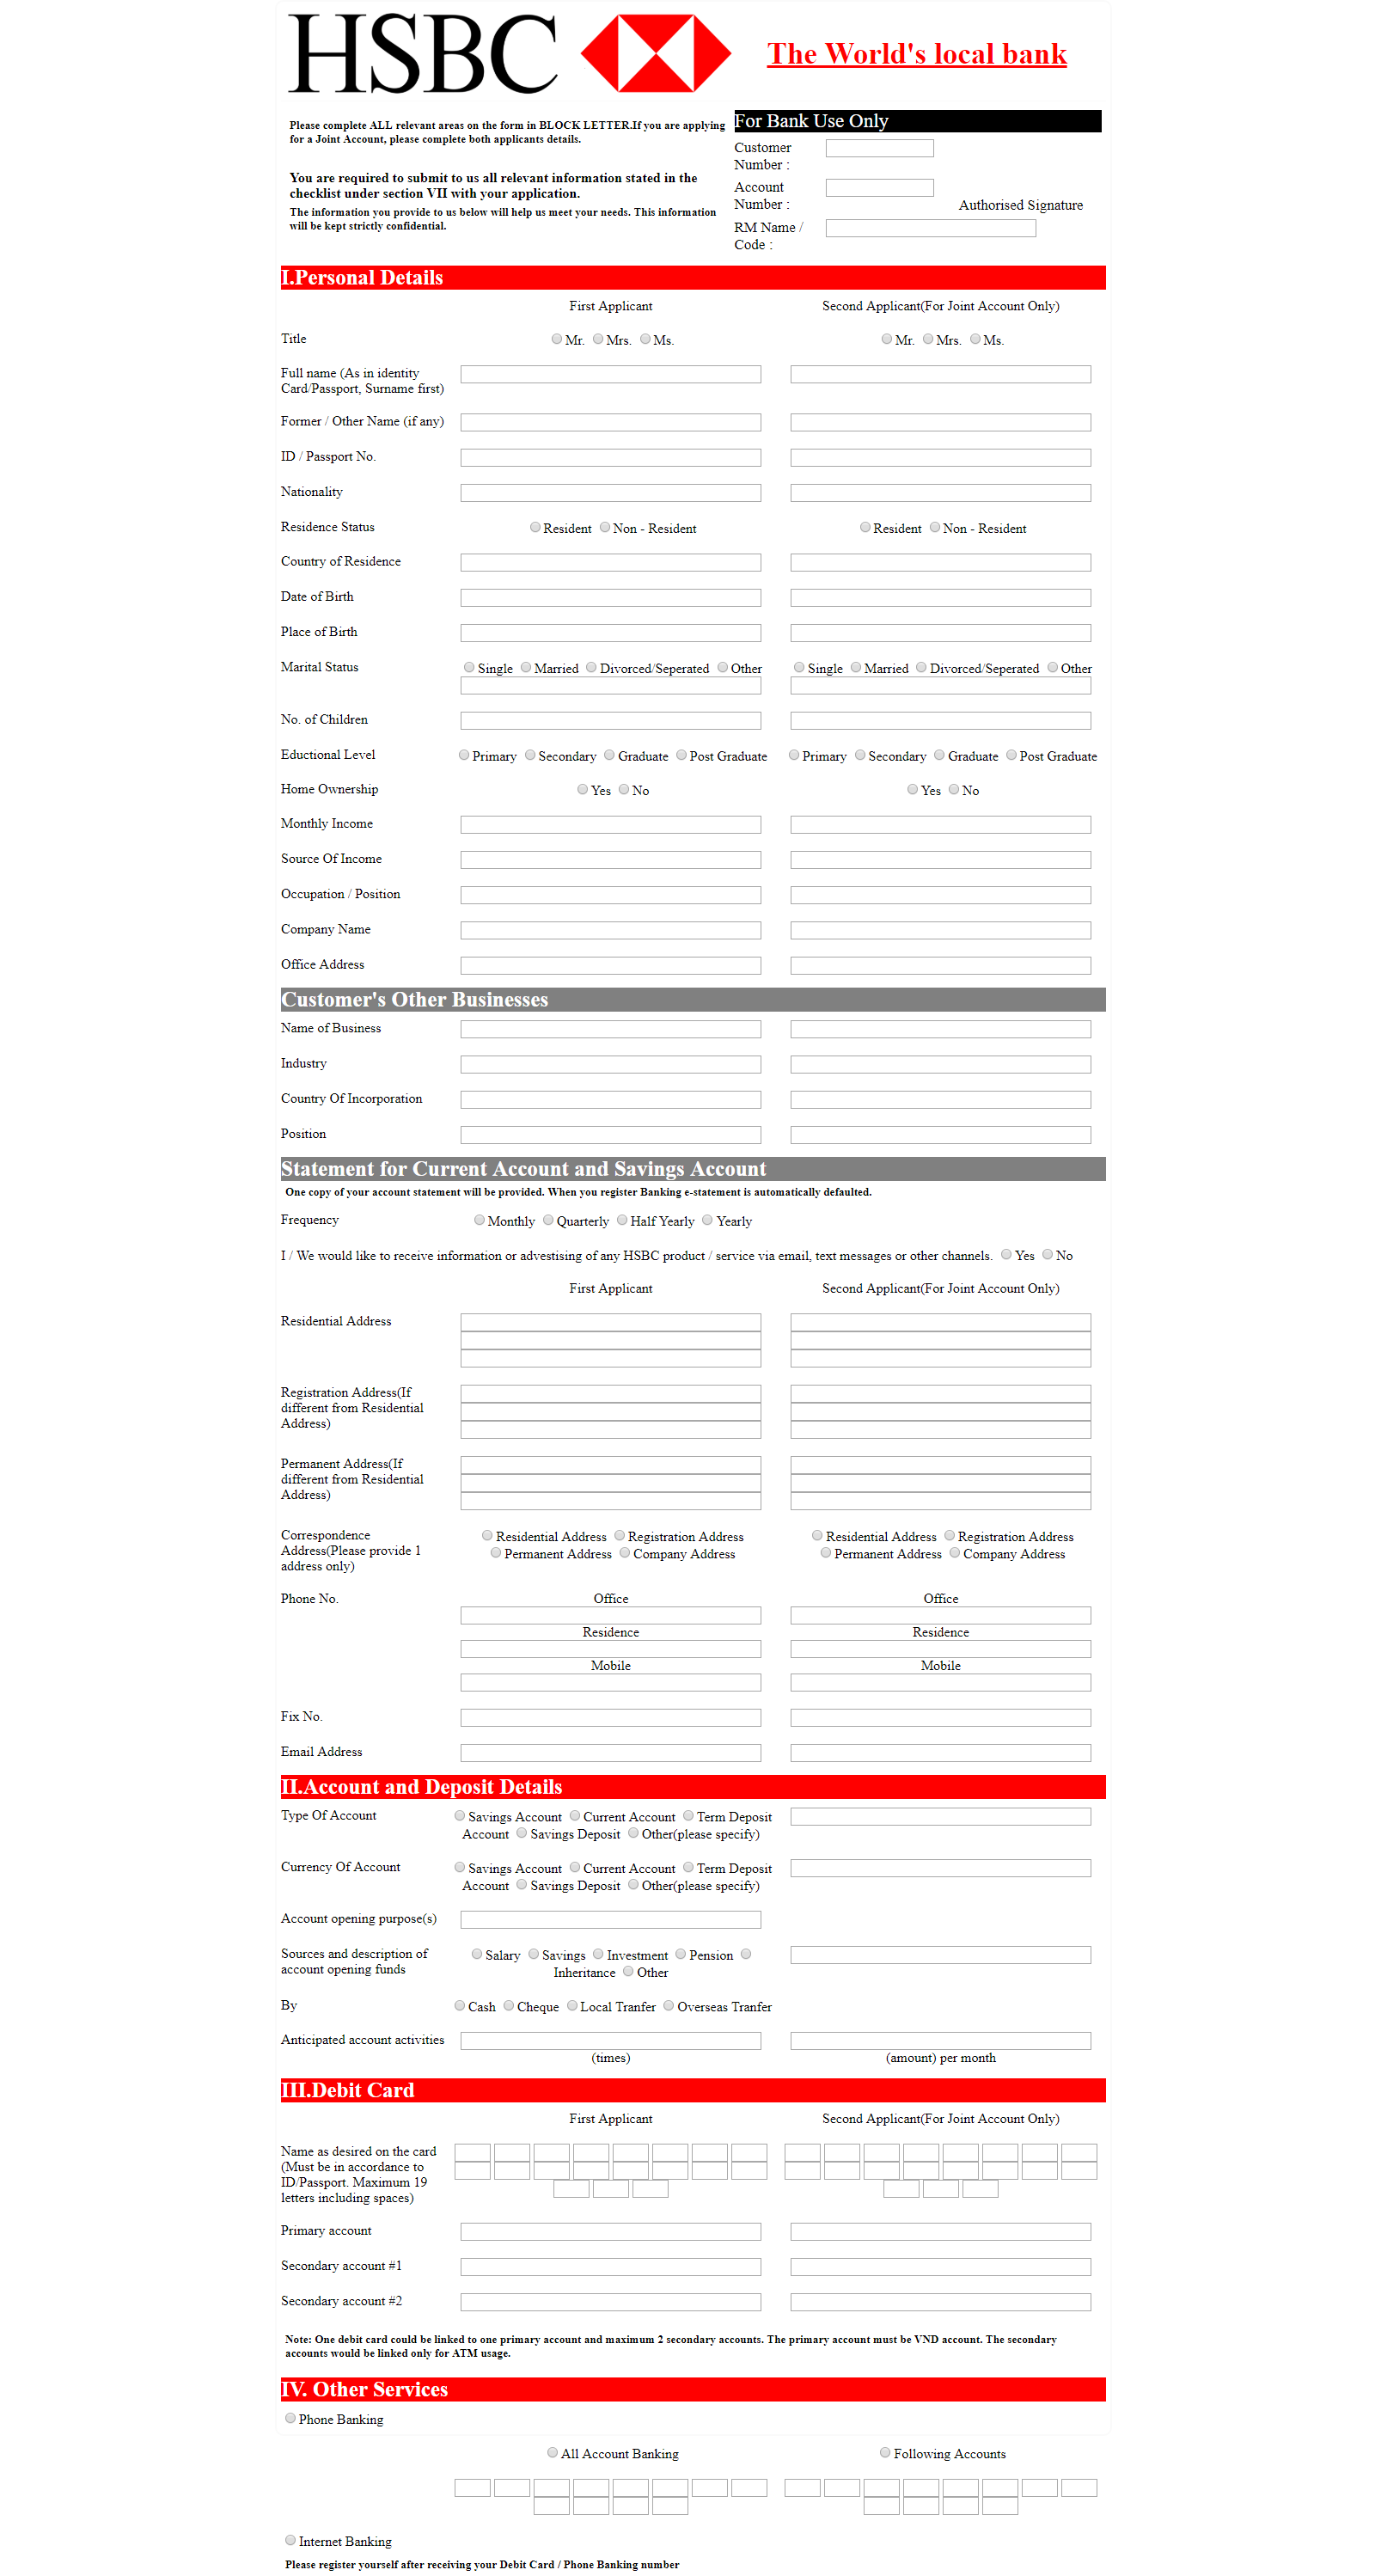 HSBC The World's local bank
Please complete ALL relevant areas on the form in BLOCK LETTER.If you are applying
for a Joint Account, please complete both applicants details.
You are required to submit to us all relevant information stated in the
checklist under section VII with your application.
The information you provide to us below will help us meet your needs. This information
will be kept strictly confidential.
For Bank Use Only
Customer
Number :
Account
Number :
Authorised Signature
RM Name /
Code :
I.Personal Details
First Applicant Second Applicant(For Joint Account Only)
Title Mr. Mrs. Ms. Mr. Mrs. Ms.
Full name (As in identity
Card/Passport, Surname first)
Former / Other Name (if any)
ID / Passport No.
Nationality
Residence Status Resident Non - Resident Resident Non - Resident
Country of Residence
Date of Birth
Place of Birth
Marital Status Single Married Divorced/Seperated Other Single Married Divorced/Seperated Other
No. of Children
Eductional Level Primary Secondary Graduate Post Graduate Primary Secondary Graduate Post Graduate
Home Ownership Yes No Yes No
Monthly Income
Source Of Income
Occupation / Position
Company Name
Office Address
Customer's Other Businesses
Name of Business
Industry
Country Of Incorporation
Position
Statement for Current Account and Savings Account
One copy of your account statement will be provided. When you register Banking e-statement is automatically defaulted.
Frequency Monthly Quarterly Half Yearly Yearly
I / We would like to receive information or advestising of any HSBC product / service via email, text messages or other channels. Yes No
First Applicant Second Applicant(For Joint Account Only)
Residential Address
Registration Address(If
different from Residential
Address)
Permanent Address(If
different from Residential
Address)
Correspondence
Address(Please provide 1
address only)
Residential Address Registration Address
Permanent Address Company Address
Residential Address Registration Address
Permanent Address Company Address
Phone No. Office Office
Residence Residence
Mobile Mobile
Fix No.
Email Address
II.Account and Deposit Details
Type Of Account Savings Account Current Account Term Deposit
Account Savings Deposit Other(please specify)
Currency Of Account Savings Account Current Account Term Deposit
Account Savings Deposit Other(please specify)
Account opening purpose(s)
Sources and description of
account opening funds
Salary Savings Investment Pension
Inheritance Other
By Cash Cheque Local Tranfer Overseas Tranfer
Anticipated account activities
(times) (amount) per month
III.Debit Card
First Applicant Second Applicant(For Joint Account Only)
Name as desired on the card
(Must be in accordance to
ID/Passport. Maximum 19
letters including spaces)
Primary account
Secondary account #1
Secondary account #2
Note: One debit card could be linked to one primary account and maximum 2 secondary accounts. The primary account must be VND account. The secondary
accounts would be linked only for ATM usage.
IV. Other Services
Phone Banking
All Account Banking Following Accounts
Internet Banking
Please register yourself after receiving your Debit Card / Phone Banking number